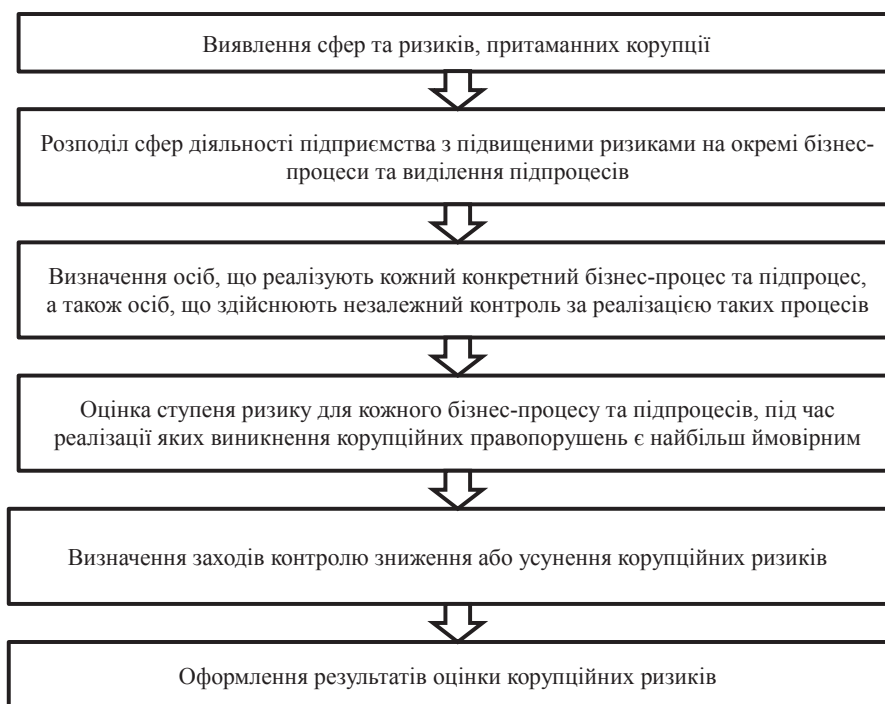 Виявлення сфер та ризиків, притаманних корупції
Розподіл сфер діяльності підприємства з підвищеними ризиками на окремі бізнес-
процеси та виділення підпроцесів
Визначення осіб, що реалізують кожний конкретний бізнес-процес та підпроцес,
а також осіб, що здійснюють незалежний контроль за реалізацією таких процесів
Оцінка ступеня ризику для кожного бізнес-процесу та підпроцесів, під час
реалізації яких виникнення корупційних правопорушень є найбільш ймовірним
Визначення заходів контролю зниження або усунення корупційних ризиків
Оформлення результатів оцінки корупційних ризиків